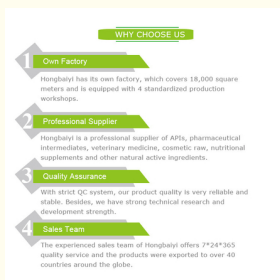 WHY CHOOSE US
1 Own Factory
Hongbaiyi has its own factory, which covers 18,000 square
meters and is equipped with 4 standardized production
workshops.
2 Professional Supplier
Hongbaiyi is a professional supplier of APIs, pharmaceutical
intermediates, veterinary medicine, cosmetic raw, nutritional
supplements and other natural active ingredients.
3 Quality Assurance
With strict QC system, our product quality is very reliable and
stable. Besides, we have strong technical research and
development strength.
4 Sales Team
The experienced sales team of Hongbaiyi offers 7*24*365
quality service and the products were exported to over 40
countries around the globe.